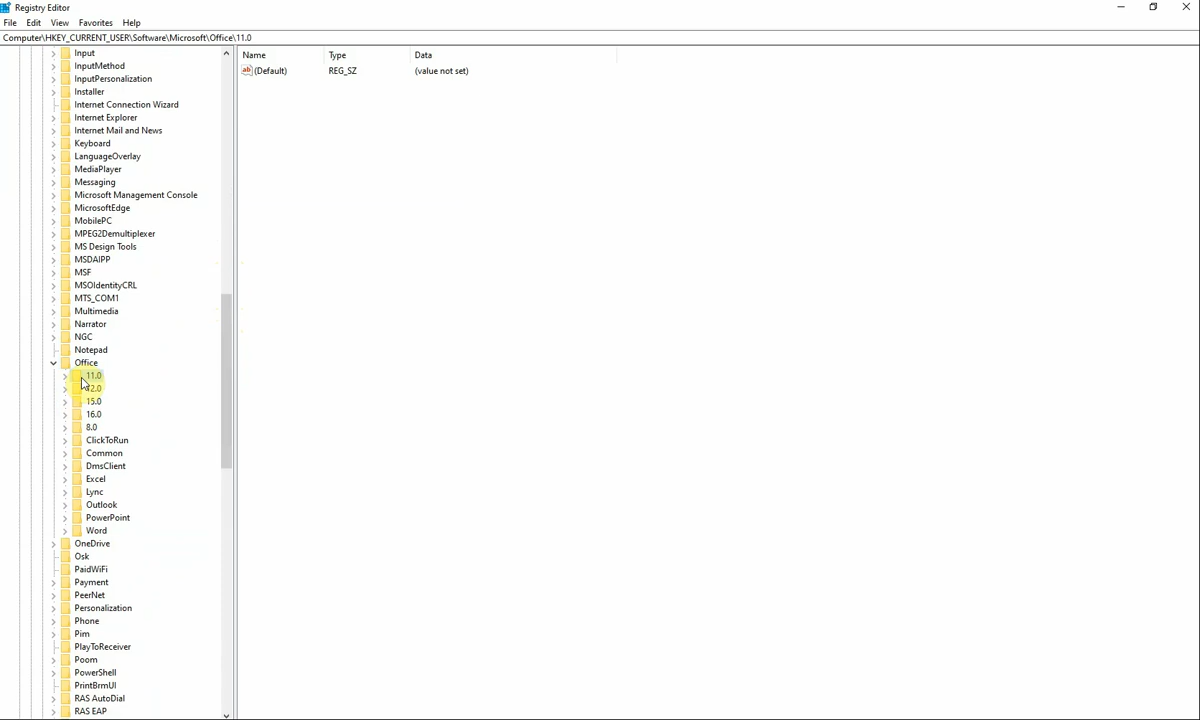 Registry Editor
File Edit View Favorites Help
Computer\HKEY_CURRENT_USER\Software\Microsoft\Office\11.0
Name Type Data
(Default) REG_SZ (value not set)
Input
InputMethod
InputPersonalization
Installer
Internet Connection Wizard
Internet Explorer
Internet Mail and News
Keyboard
LanguageOverlay
MediaPlayer
Messaging
Microsoft Management Console
MicrosoftEdge
MobilePC
MPEG2Demultiplexer
MS Design Tools
MSDAIPP
MSF
MSOIdentityCRL
MTS_COM1
Multimedia
Narrator
NGC
Notepad
Office
11.0
12.0
15.0
16.0
8.0
ClickToRun
Common
DmsClient
Excel
Lync
Outlook
PowerPoint
Word
OneDrive
Osk
PaidWiFi
Payment
PeerNet
Personalization
Phone
Pim
PlayToReceiver
Poom
PowerShell
PrintBrmUI
RAS AutoDial
RAS EAP